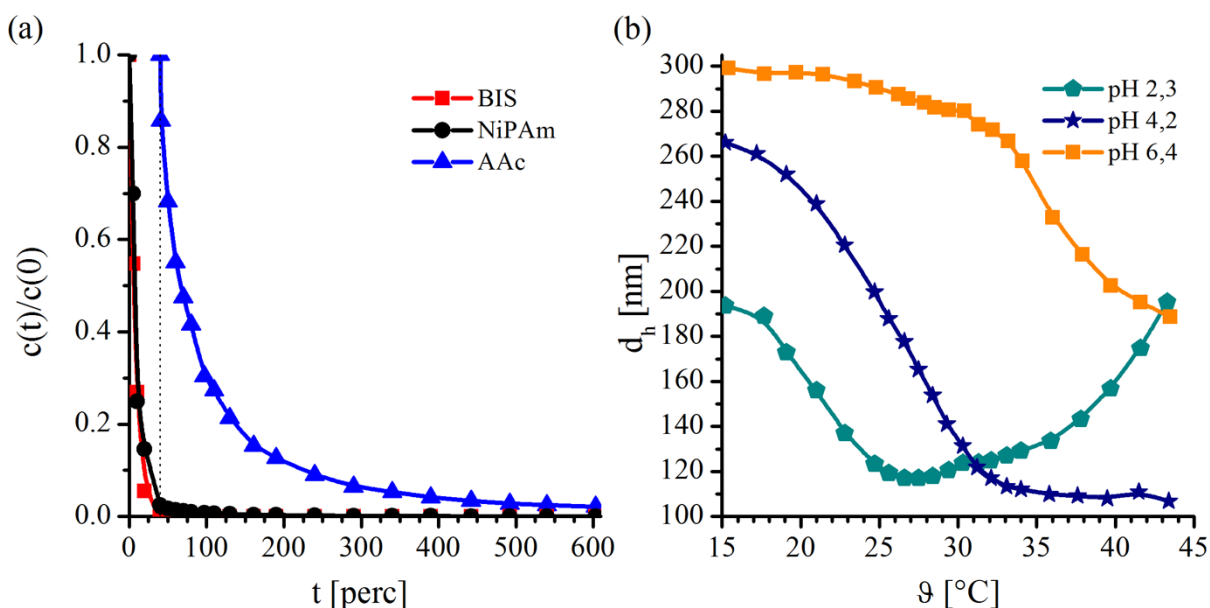 (a)
1.0
0.8
0.6
0.4
0.2
0.0
c(t)/c(0)
BIS
NiPAm
AAc
0 100 200 300 400 500 600
t [perc]
(b)
300
280
260
240
220
200
180
160
140
120
100
d_h [nm]
pH 2,3
pH 4,2
pH 6,4
15 20 25 30 35 40 45
ϑ [°C]